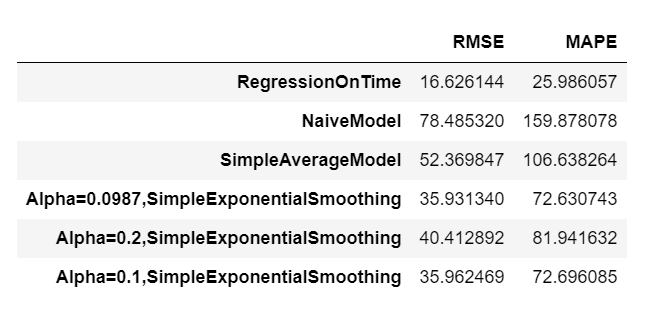 RMSE MAPE
RegressionOnTime 16.626144 25.986057
NaiveModel 78.485320 159.878078
SimpleAverageModel 52.369847 106.638264
Alpha=0.0987,SimpleExponentialSmoothing 35.931340 72.630743
Alpha=0.2,SimpleExponentialSmoothing 40.412892 81.941632
Alpha=0.1,SimpleExponentialSmoothing 35.962469 72.696085